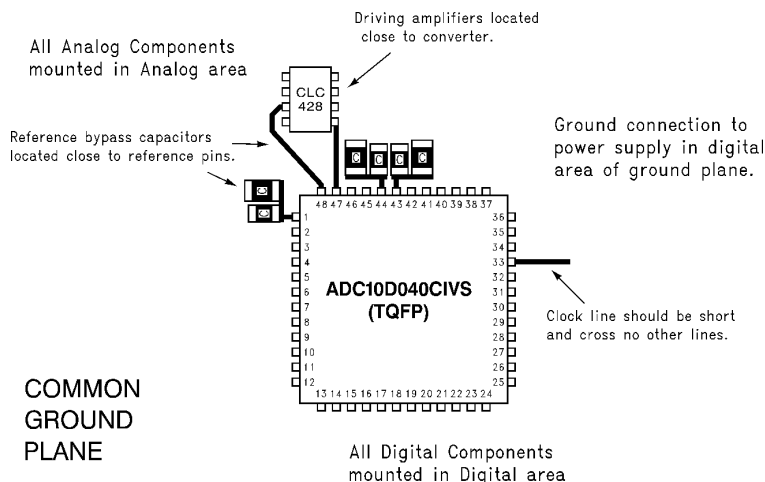 Driving amplifiers located
close to converter.
All Analog Components
mounted in Analog area
CLC
428
Reference bypass capacitors
located close to reference pins.
Ground connection to
power supply in digital
area of ground plane.
C C C C
C
C
48 47 46 45 44 43 42 41 40 39 38 37
1
2
3
4
5
6
7
8
9
10
11
12
36
35
34
33
32
31
30
29
28
27
26
25
ADC10D040CIVS
(TQFP)
Clock line should be short
and cross no other lines.
13 14 15 16 17 18 19 20 21 22 23 24
COMMON
GROUND
PLANE
All Digital Components
mounted in Digital area